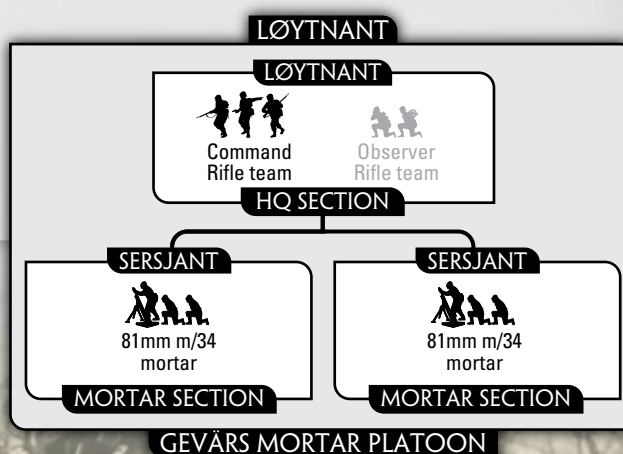 LØYTNANT
LØYTNANT
Command
Rifle team
Observer
Rifle team
HQ SECTION
SERSJANT
81mm m/34
mortar
MORTAR SECTION
SERSJANT
81mm m/34
mortar
MORTAR SECTION
GEVÄRS MORTAR PLATOON